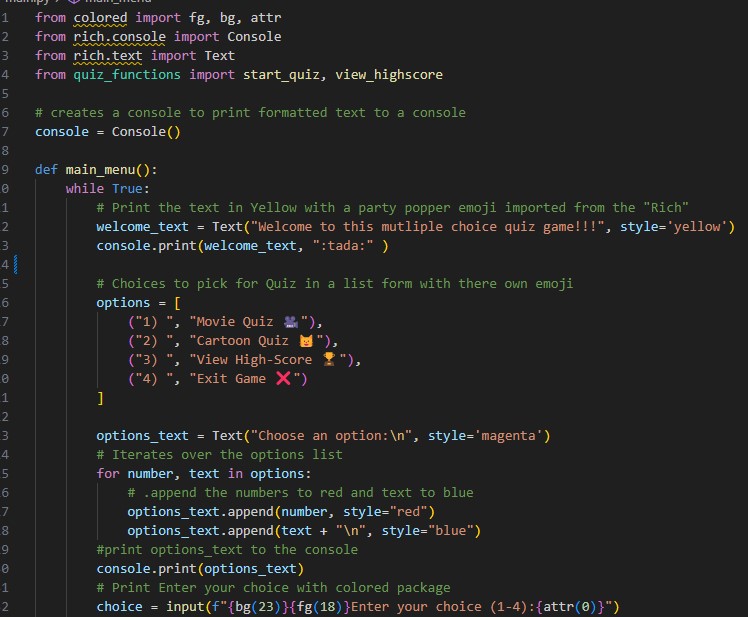 main.py > main_menu
1 from colored import fg, bg, attr
2 from rich.console import Console
3 from rich.text import Text
4 from quiz_functions import start_quiz, view_highscore
5
6 # creates a console to print formatted text to a console
7 console = Console()
8
9 def main_menu():
0 while True:
1 # Print the text in Yellow with a party popper emoji imported from the "Rich"
2 welcome_text = Text("Welcome to this mutliple choice quiz game!!!", style='yellow')
3 console.print(welcome_text, ":tada:" )
4
5 # Choices to pick for Quiz in a list form with there own emoji
6 options = [
7 ("1) ", "Movie Quiz 🎥"),
8 ("2) ", "Cartoon Quiz 😺"),
9 ("3) ", "View High-Score 🏆"),
0 ("4) ", "Exit Game ❌")
1 ]
2
3 options_text = Text("Choose an option:\n", style='magenta')
4 # Iterates over the options list
5 for number, text in options:
6 # .append the numbers to red and text to blue
7 options_text.append(number, style="red")
8 options_text.append(text + "\n", style="blue")
9 #print options_text to the console
0 console.print(options_text)
1 # Print Enter your choice with colored package
2 choice = input(f"{bg(23)}{fg(18)}Enter your choice (1-4):{attr(0)}")